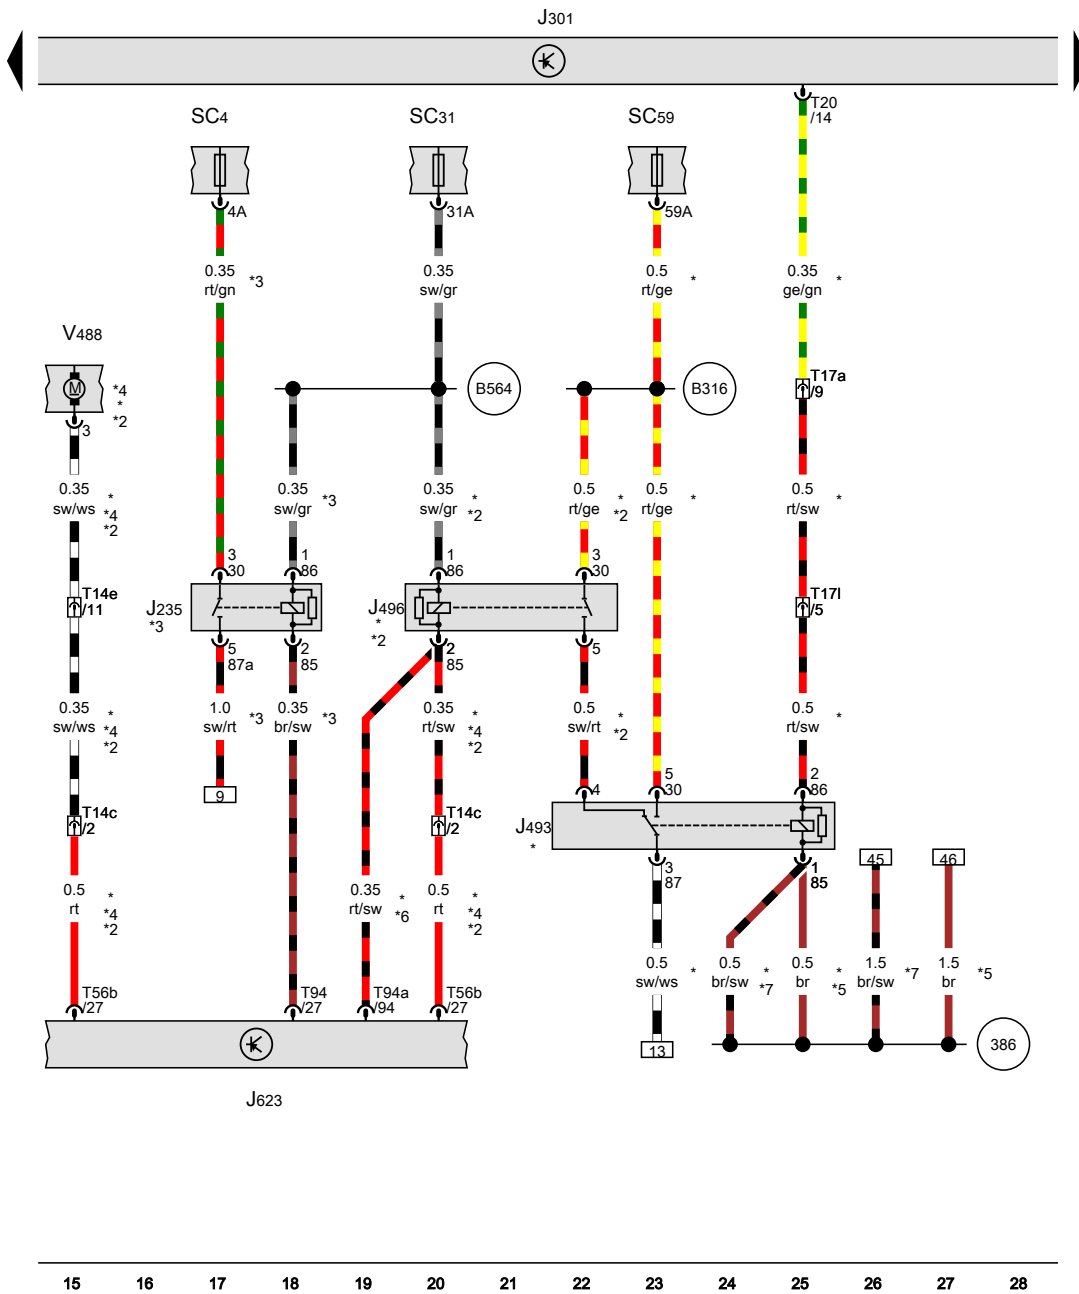 J301
T20
/14
SC4
SC31
SC59
4A
31A
59A
0.35
rt/gn
*3
0.35
sw/gr
0.5
rt/ge
*
0.35
ge/gn
*
V488
M
*4
*
*2
3
B564
B316
T17a
/9
0.35
sw/ws
*
*4
*2
0.35
sw/gr
*3
0.35
sw/gr
*
*2
0.5
rt/ge
*
*2
0.5
rt/ge
*
0.5
rt/sw
*
3
30
1
86
1
86
3
30
T14e
/11
J235
*3
J496
*
*2
T17l
/5
5
87a
2
85
2
85
5
0.35
sw/ws
*
*4
*2
1.0
sw/rt
*3
0.35
br/sw
*3
0.35
rt/sw
*
*4
*2
0.5
sw/rt
*
*2
0.5
rt/sw
*
9
4
5
30
2
86
T14c
/2
T14c
/2
J493
*
3
87
1
85
45
46
0.5
rt
*
*4
*2
0.35
rt/sw
*
*6
0.5
rt
*
*4
*2
0.5
sw/ws
*
0.5
br/sw
*
*7
0.5
br
*
*5
1.5
br/sw
*7
1.5
br
*5
T56b
/27
T94
/27
T94a
/94
T56b
/27
13
386
J623
15 16 17 18 19 20 21 22 23 24 25 26 27 28